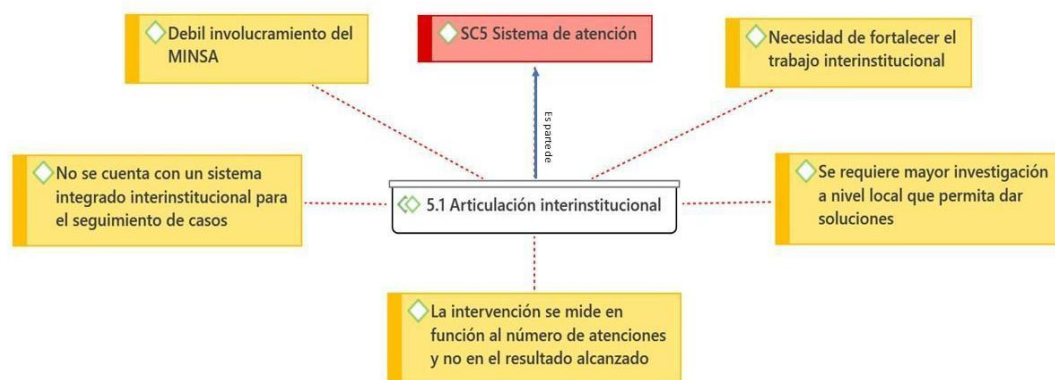 Debil involucramiento del
MINSA
SC5 Sistema de atención
Necesidad de fortalecer el
trabajo interinstitucional
Es parte de
No se cuenta con un sistema
integrado interinstitucional para
el seguimiento de casos
5.1 Articulación interinstitucional
Se requiere mayor investigación
a nivel local que permita dar
soluciones
La intervención se mide en
función al número de atenciones
y no en el resultado alcanzado